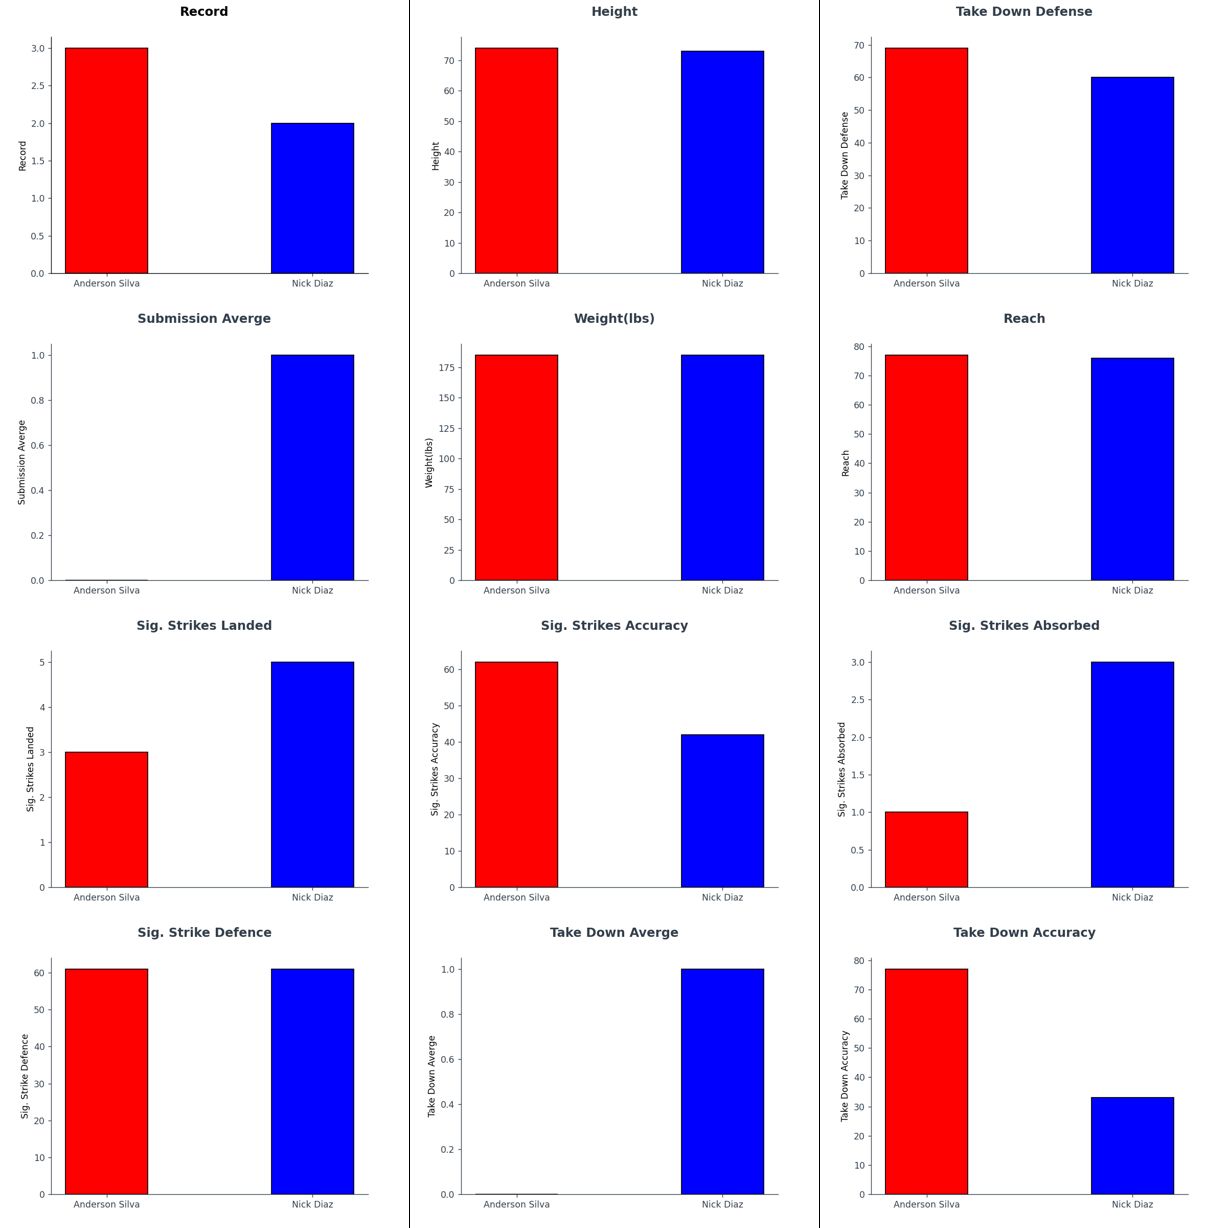 Record
3.0
2.5
2.0
1.5
1.0
0.5
0.0
Record
Anderson Silva Nick Diaz
Height
70
60
50
40
30
20
10
0
Height
Anderson Silva Nick Diaz
Take Down Defense
70
60
50
40
30
20
10
0
Take Down Defense
Anderson Silva Nick Diaz
Submission Averge
1.0
0.8
0.6
0.4
0.2
0.0
Submission Averge
Anderson Silva Nick Diaz
Weight(lbs)
175
150
125
100
75
50
25
0
Weight(lbs)
Anderson Silva Nick Diaz
Reach
80
70
60
50
40
30
20
10
0
Reach
Anderson Silva Nick Diaz
Sig. Strikes Landed
5
4
3
2
1
0
Sig. Strikes Landed
Anderson Silva Nick Diaz
Sig. Strikes Accuracy
60
50
40
30
20
10
0
Sig. Strikes Accuracy
Anderson Silva Nick Diaz
Sig. Strikes Absorbed
3.0
2.5
2.0
1.5
1.0
0.5
0.0
Sig. Strikes Absorbed
Anderson Silva Nick Diaz
Sig. Strike Defence
60
50
40
30
20
10
0
Sig. Strike Defence
Anderson Silva Nick Diaz
Take Down Averge
1.0
0.8
0.6
0.4
0.2
0.0
Take Down Averge
Anderson Silva Nick Diaz
Take Down Accuracy
80
70
60
50
40
30
20
10
0
Take Down Accuracy
Anderson Silva Nick Diaz